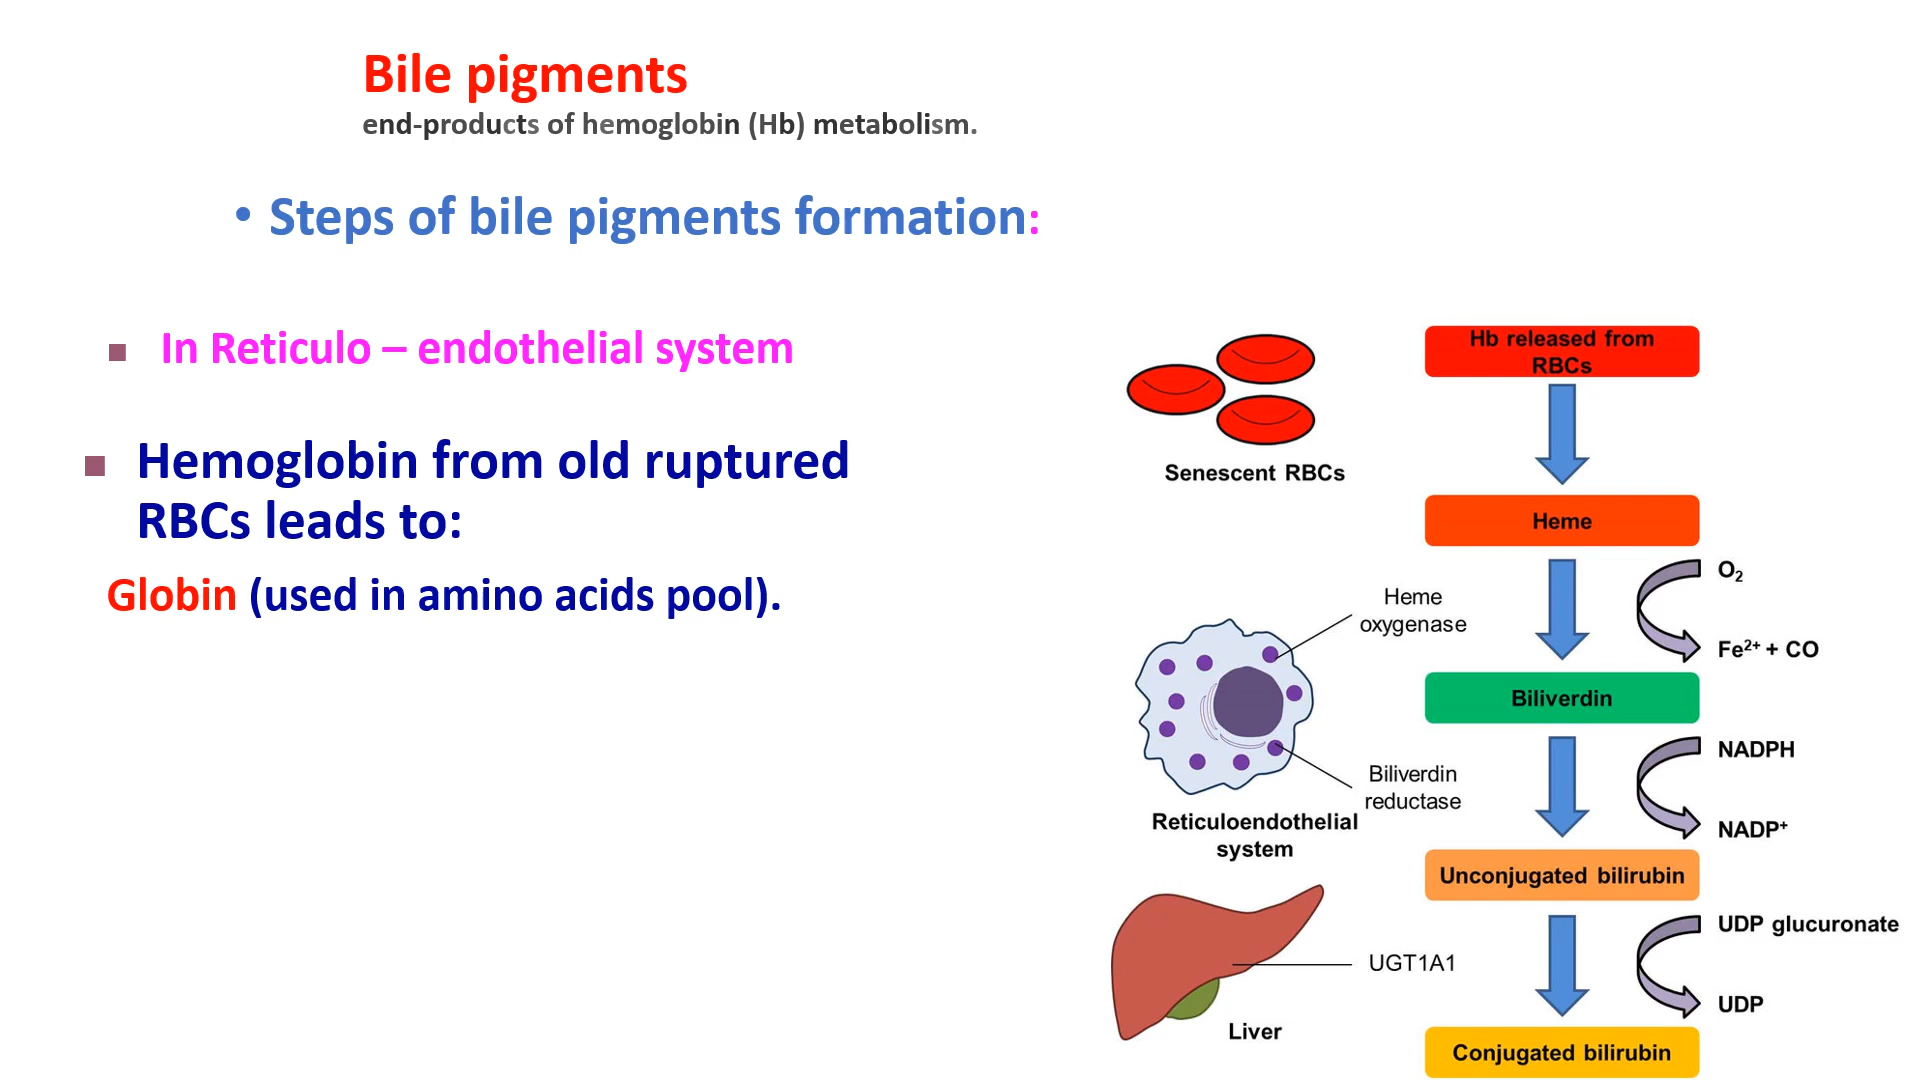 Bile pigments
end-products of hemoglobin (Hb) metabolism.
• Steps of bile pigments formation:
▪ In Reticulo – endothelial system
▪ Hemoglobin from old ruptured
RBCs leads to:
Globin (used in amino acids pool).
Hb released from
RBCs
Senescent RBCs
Heme
O₂
Heme
oxygenase
Fe²⁺ + CO
Biliverdin
NADPH
Biliverdin
reductase
Reticuloendothelial
system
NADP⁺
Unconjugated bilirubin
UDP glucuronate
UGT1A1
UDP
Liver
Conjugated bilirubin